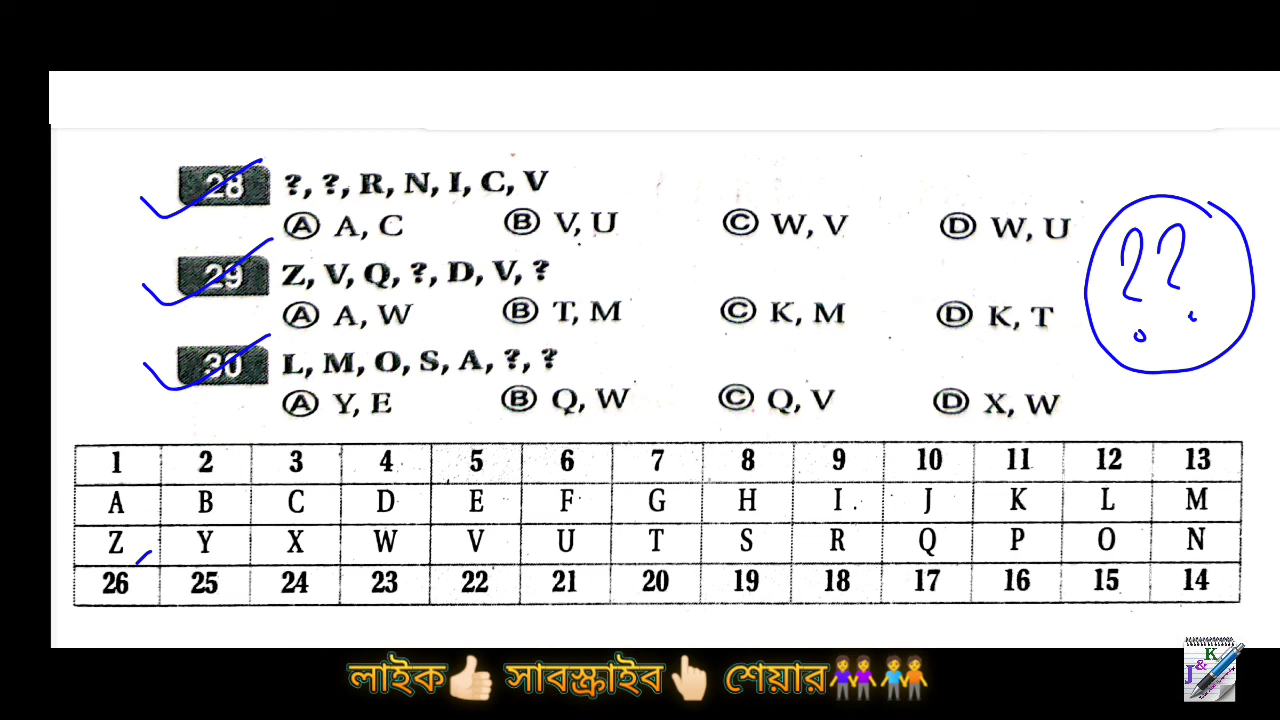 28 ?, ?, R, N, I, C, V
Ⓐ A, C Ⓑ V, U Ⓒ W, V Ⓓ W, U
??
29 Z, V, Q, ?, D, V, ?
Ⓐ A, W Ⓑ T, M Ⓒ K, M Ⓓ K, T
30 L, M, O, S, A, ?, ?
Ⓐ Y, E Ⓑ Q, W Ⓒ Q, V Ⓓ X, W
1 2 3 4 5 6 7 8 9 10 11 12 13
A B C D E F G H I J K L M
Z Y X W V U T S R Q P O N
26 25 24 23 22 21 20 19 18 17 16 15 14
লাইক👍🏻 সাবস্ক্রাইব👆🏻 শেয়ার👭👫
J&K